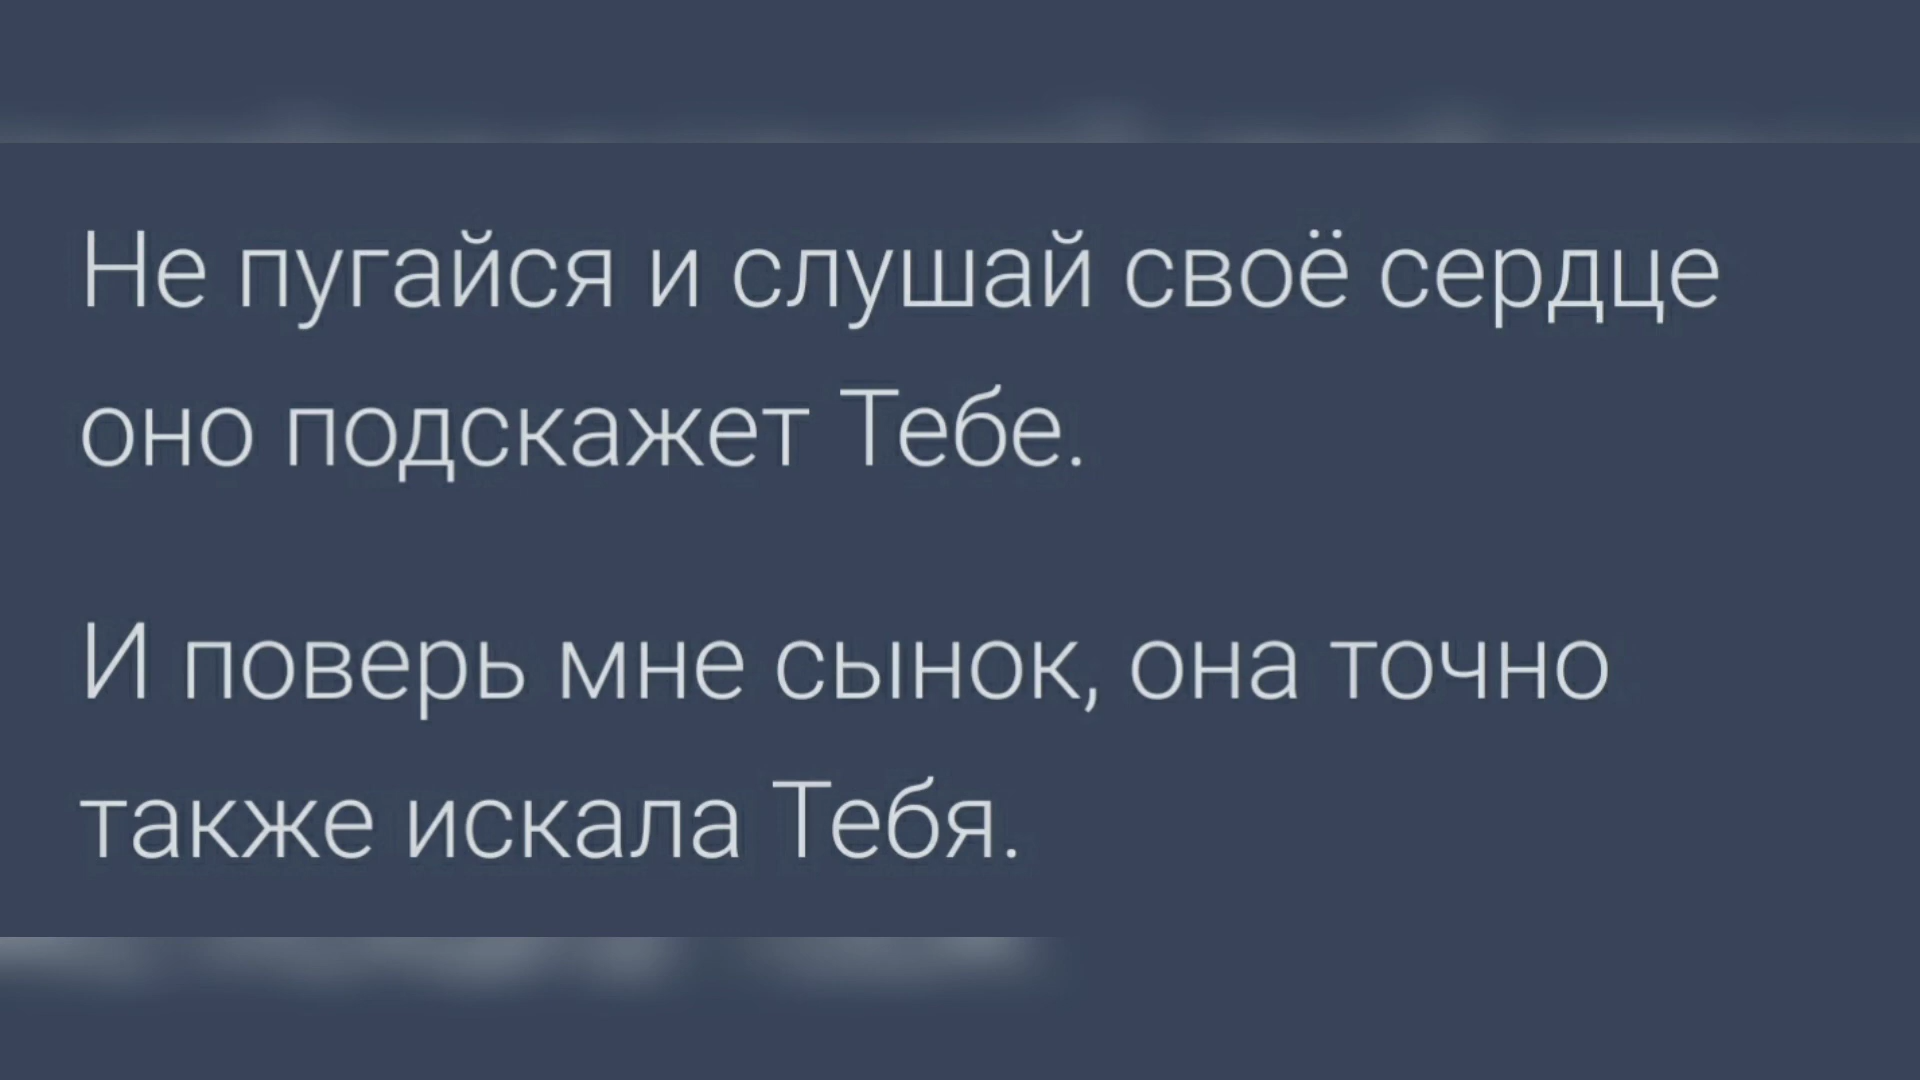 Не пугайся и слушай своё сердце
оно подскажет Тебе.
И поверь мне сынок, она точно
также искала Тебя.